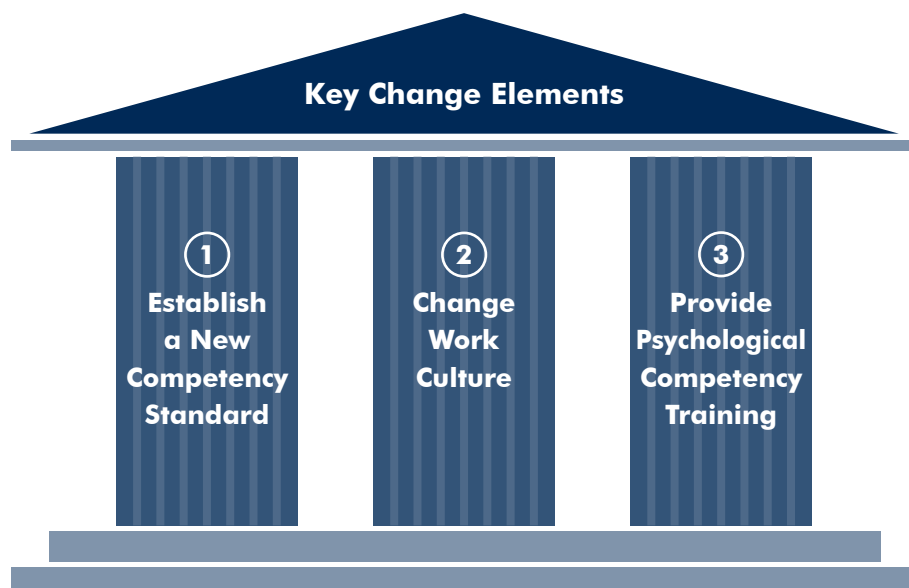 Key Change Elements
1
Establish
a New
Competency
Standard
2
Change
Work
Culture
3
Provide
Psychological
Competency
Training